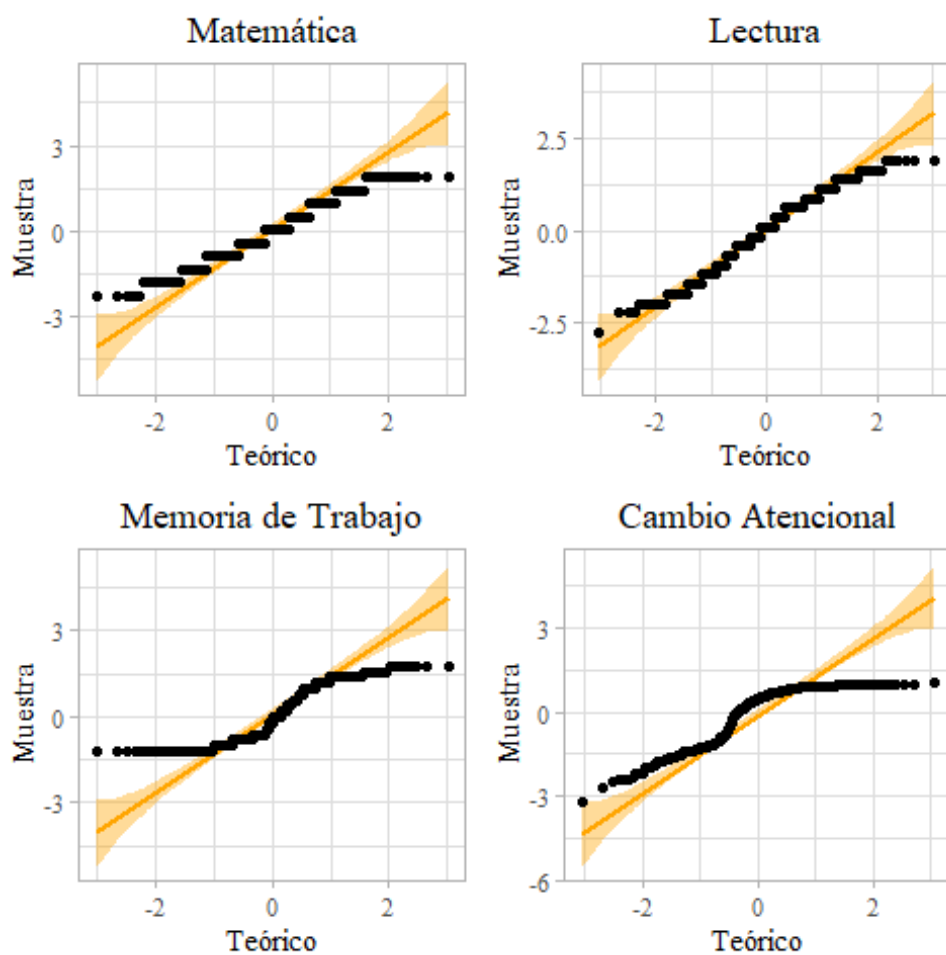 Matemática
Muestra
3
0
-3
-2 0 2
Teórico
Lectura
Muestra
2.5
0.0
-2.5
-2 0 2
Teórico
Memoria de Trabajo
Muestra
3
0
-3
-2 0 2
Teórico
Cambio Atencional
Muestra
3
0
-3
-6
-2 0 2
Teórico